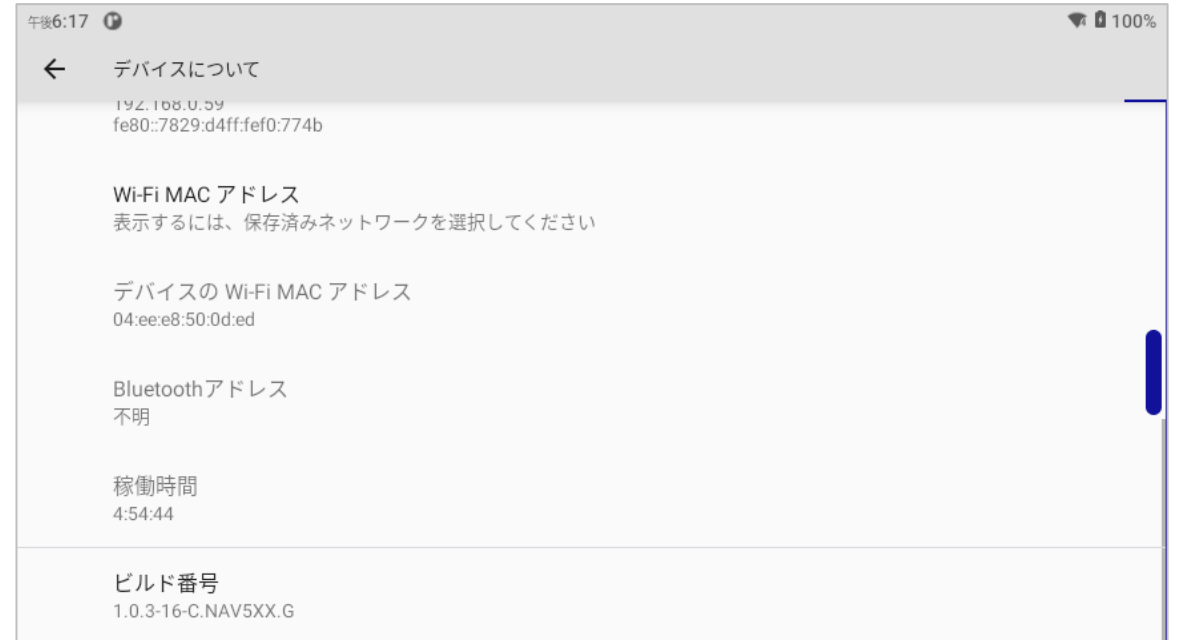 午後6:17
100%
デバイスについて
192.168.0.59
fe80::7829:d4ff:fef0:774b
Wi-Fi MAC アドレス
表示するには、保存済みネットワークを選択してください
デバイスの Wi-Fi MAC アドレス
04:ee:e8:50:0d:ed
Bluetoothアドレス
不明
稼働時間
4:54:44
ビルド番号
1.0.3-16-C.NAV5XX.G